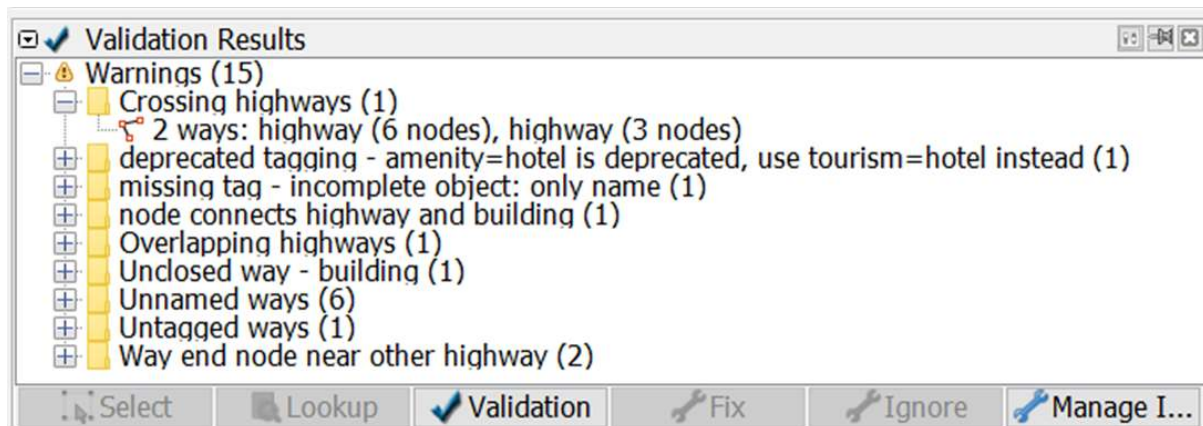 Validation Results
Warnings (15)
Crossing highways (1)
2 ways: highway (6 nodes), highway (3 nodes)
deprecated tagging - amenity=hotel is deprecated, use tourism=hotel instead (1)
missing tag - incomplete object: only name (1)
node connects highway and building (1)
Overlapping highways (1)
Unclosed way - building (1)
Unnamed ways (6)
Untagged ways (1)
Way end node near other highway (2)
Select Lookup Validation Fix Ignore Manage I...